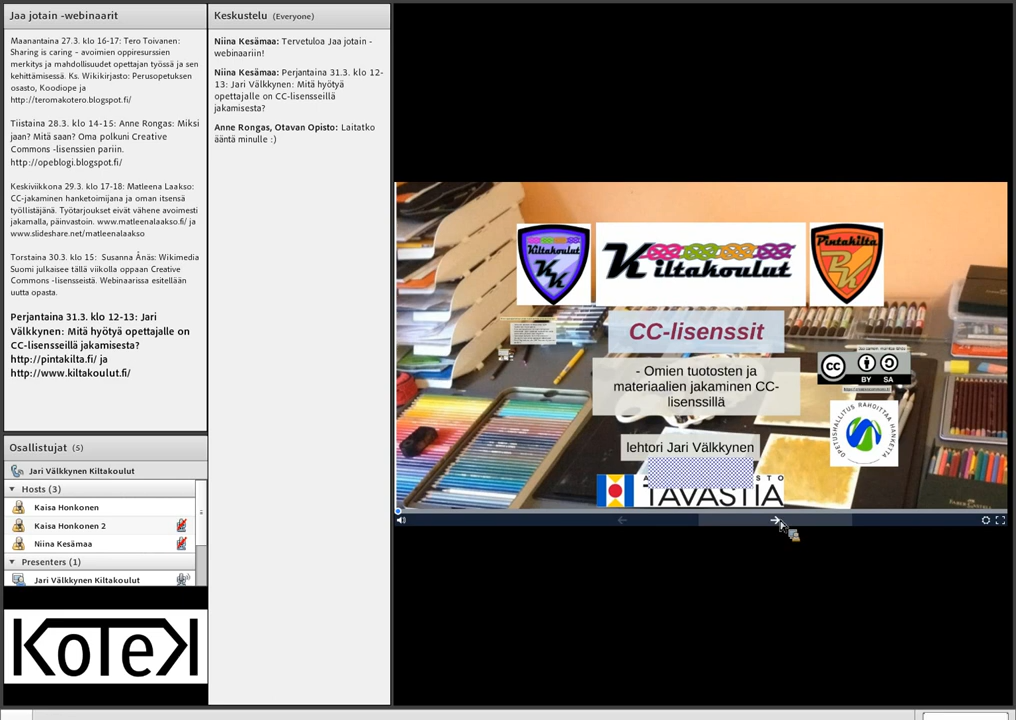 Jaa jotain -webinaarit
Maanantaina 27.3. klo 16-17: Tero Toivanen:
Sharing is caring – avoimien oppiresurssien
merkitys ja mahdollisuudet opettajan työssä ja sen
kehittämisessä. Ks. Wikikirjasto: Perusopetuksen
osasto, Koodiope ja
http://teromakotero.blogspot.fi/
Tiistaina 28.3. klo 14-15: Anne Rongas: Miksi
jaan? Mitä saan? Oma polkuni Creative
Commons -lisenssien pariin.
http://opeblogi.blogspot.fi/
Keskiviikkona 29.3. klo 17-18: Matleena Laakso:
CC-jakaminen hanketoimijana ja oman itsensä
työllistäjänä. Työtarjoukset eivät vähene avoimesti
jakamalla, päinvastoin. www.matleenalaakso.fi/ ja
www.slideshare.net/matleenalaakso
Torstaina 30.3. klo 15: Susanna Ånäs: Wikimedia
Suomi julkaisee tällä viikolla oppaan Creative
Commons -lisensseistä. Webinaarissa esitellään
uutta opasta.
Perjantaina 31.3. klo 12-13: Jari
Välkkynen: Mitä hyötyä opettajalle on
CC-lisensseillä jakamisesta?
http://pintakilta.fi/ ja
http://www.kiltakoulut.fi/
Osallistujat (5)
Jari Välkkynen Kiltakoulut
Hosts (3)
Kaisa Honkonen
Kaisa Honkonen 2
Niina Kesämaa
Presenters (1)
Jari Välkkynen Kiltakoulut
KoTeK
Keskustelu (Everyone)
Niina Kesämaa: Tervetuloa Jaa jotain -
webinaariin!
Niina Kesämaa: Perjantaina 31.3. klo 12-
13: Jari Välkkynen: Mitä hyötyä
opettajalle on CC-lisensseillä
jakamisesta?
Anne Rongas, Otavan Opisto: Laitatko
ääntä minulle :)
Kiltakoulut
KK
Kiltakoulut
Pintakilta
PK
CC-lisenssit
- Omien tuotosten ja
materiaalien jakaminen CC-
lisenssillä
cc
BY SA
OPETUSHALLITUS RAHOITTAA HANKETTA
lehtori Jari Välkkynen
TAVASTIA